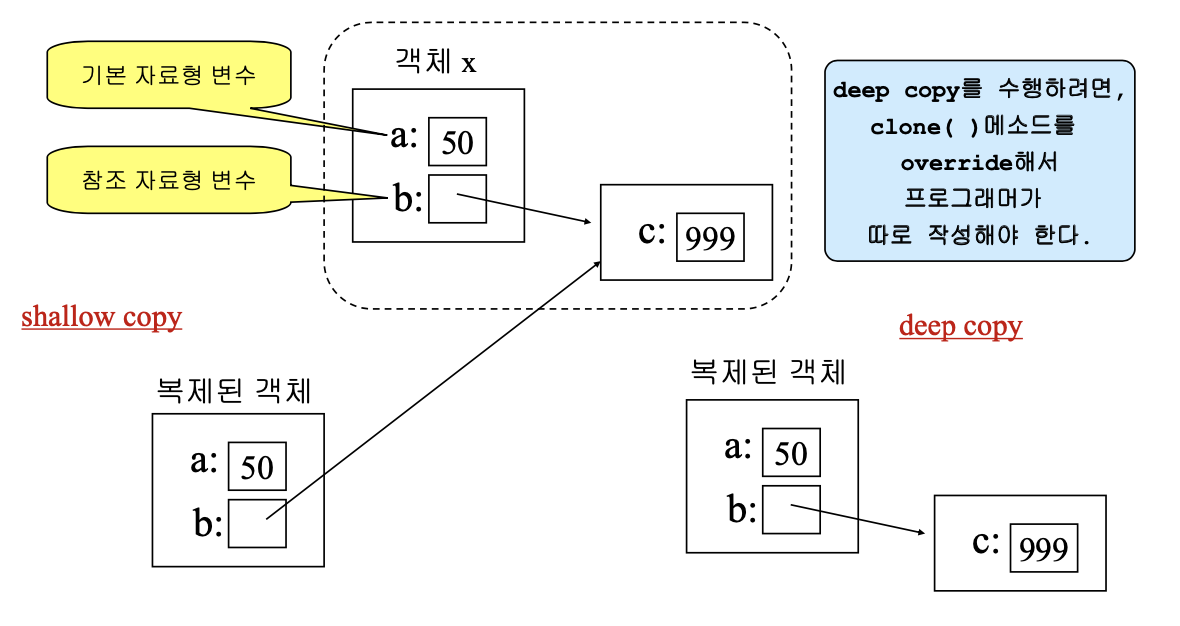 객체 x
기본 자료형 변수
a: 50
참조 자료형 변수
b:
c: 999
deep copy를 수행하려면,
clone( )메소드를
override해서
프로그래머가
따로 작성해야 한다.
shallow copy
복제된 객체
a: 50
b:
deep copy
복제된 객체
a: 50
b:
c: 999